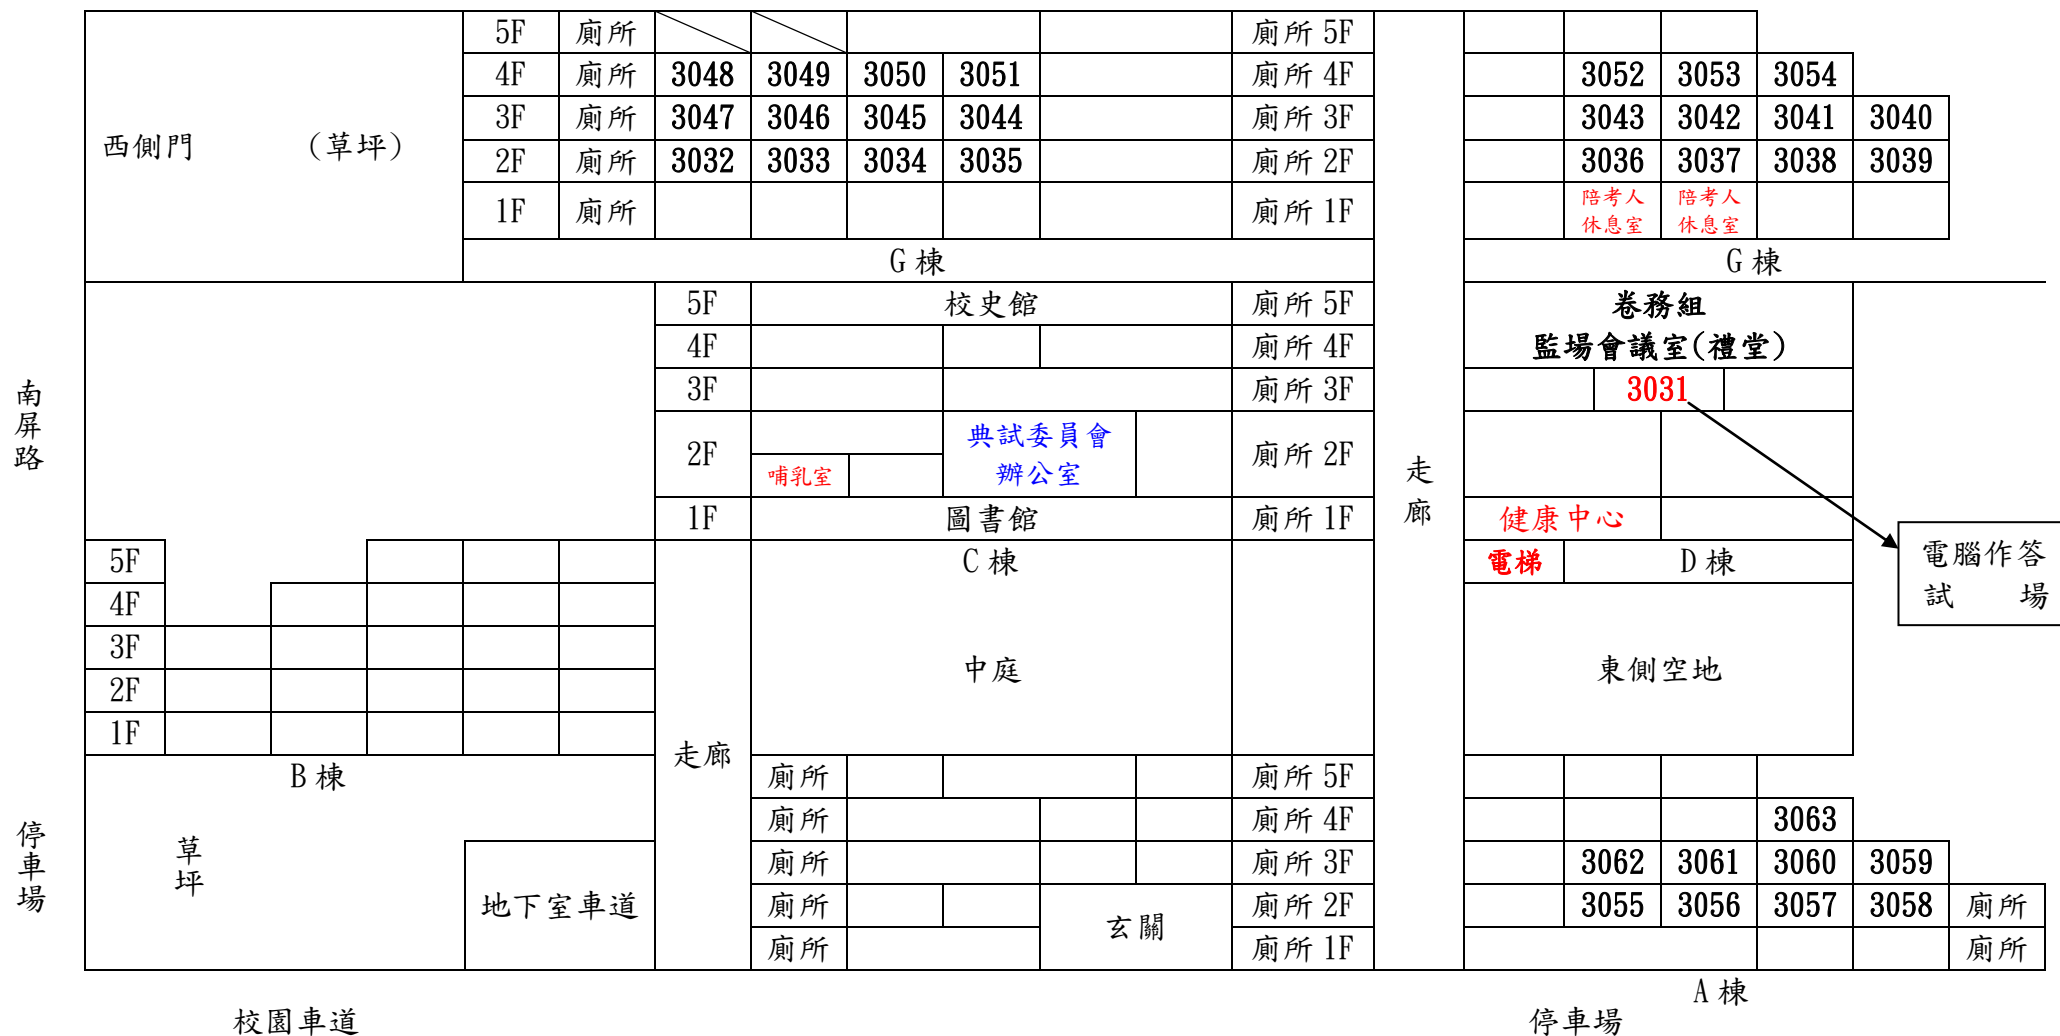 5F 廁所 廁所 5F
4F 廁所 3048 3049 3050 3051 廁所 4F 3052 3053 3054
3F 廁所 3047 3046 3045 3044 廁所 3F 3043 3042 3041 3040
西側門 (草坪)
2F 廁所 3032 3033 3034 3035 廁所 2F 3036 3037 3038 3039
1F 廁所 廁所 1F
陪考人
休息室
陪考人
休息室
G 棟
G 棟
5F 校史館 廁所 5F
卷務組
監場會議室(禮堂)
4F 廁所 4F
3F 廁所 3F 3031
2F
哺乳室
典試委員會
辦公室
廁所 2F
1F 圖書館 廁所 1F
健康中心
走廊
南屏路
電腦作答
試 場
C 棟
電梯
D 棟
5F
4F
3F
2F
1F
中庭
東側空地
B 棟
走廊
廁所 廁所 5F
廁所 廁所 4F 3063
廁所 廁所 3F 3062 3061 3060 3059
廁所 廁所 2F 3055 3056 3057 3058 廁所
玄關
廁所 廁所 1F 廁所
停車場
草坪
地下室車道
A 棟
校園車道
停車場